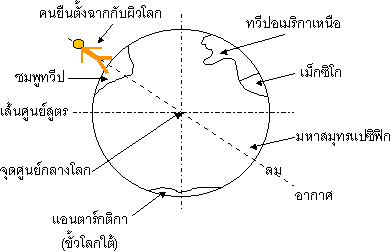 คนยืนตั้งฉากกับผิวโลก
ทวีปอเมริกาเหนือ
ชมพูทวีป
เม็กซิโก
เส้นศูนย์สูตร
มหาสมุทรแปซิฟิก
จุดศูนย์กลางโลก
ลม
อากาศ
แอนตาร์กติกา
(ขั้วโลกใต้)